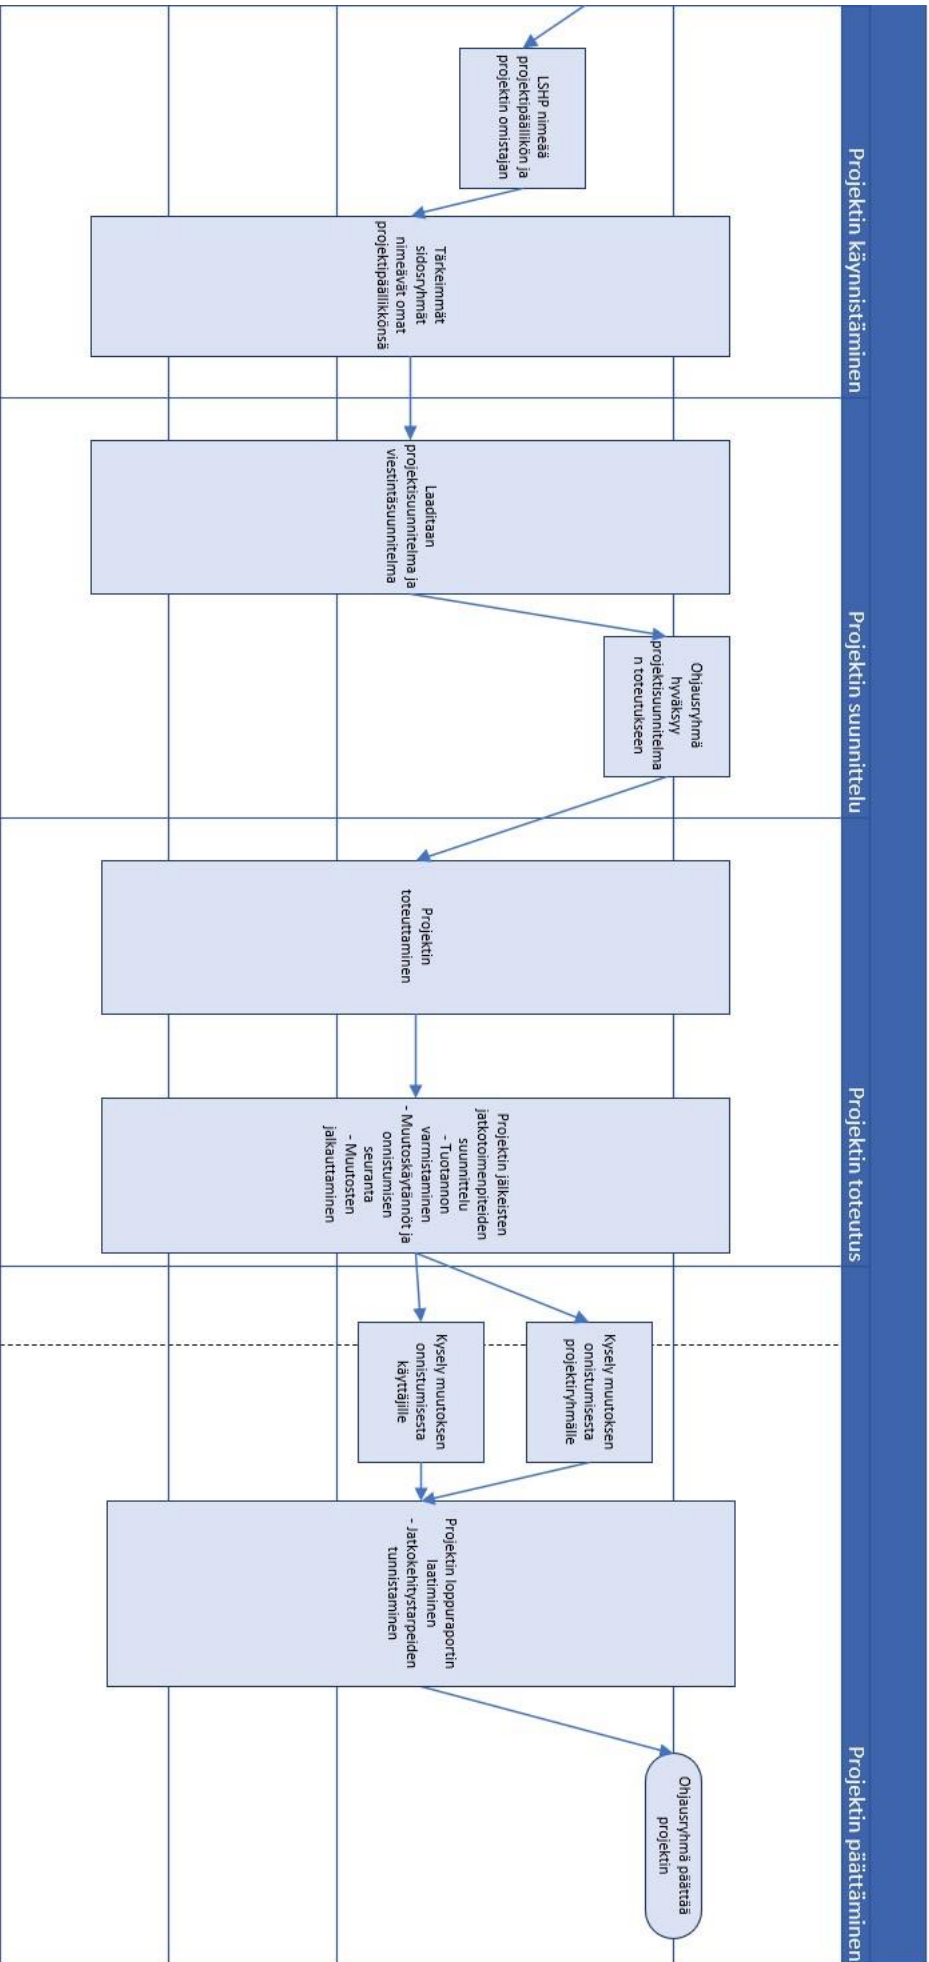 Projektin käynnistäminen
LSHP nimeää
projektipäällikön ja
projektin omistajan
Tärkeimmät
sidosryhmät
nimeävät omat
projektipäällikkönsä
Projektin suunnittelu
Laaditaan
projektisuunnitelma ja
viestintäsuunnitelma
Ohjausryhmä
hyväksyy
projektisuunnitelma
n toteutukseen
Projektin toteutus
Projektin
toteuttaminen
Projektin jälkeisten
jatkotoimenpiteiden
suunnittelu
- Tuotannon
varmistaminen
- Muutoskäytännöt ja
onnistumisen
seuranta
- Muutosten
jalkauttaminen
Projektin päättäminen
Kysely muutoksen
onnistumisesta
projektiryhmälle
Kysely muutoksen
onnistumisesta
käyttäjille
Projektin loppuraportin
laatiminen
- Jatkokehitystarpeiden
tunnistaminen
Ohjausryhmä päättää
projektin